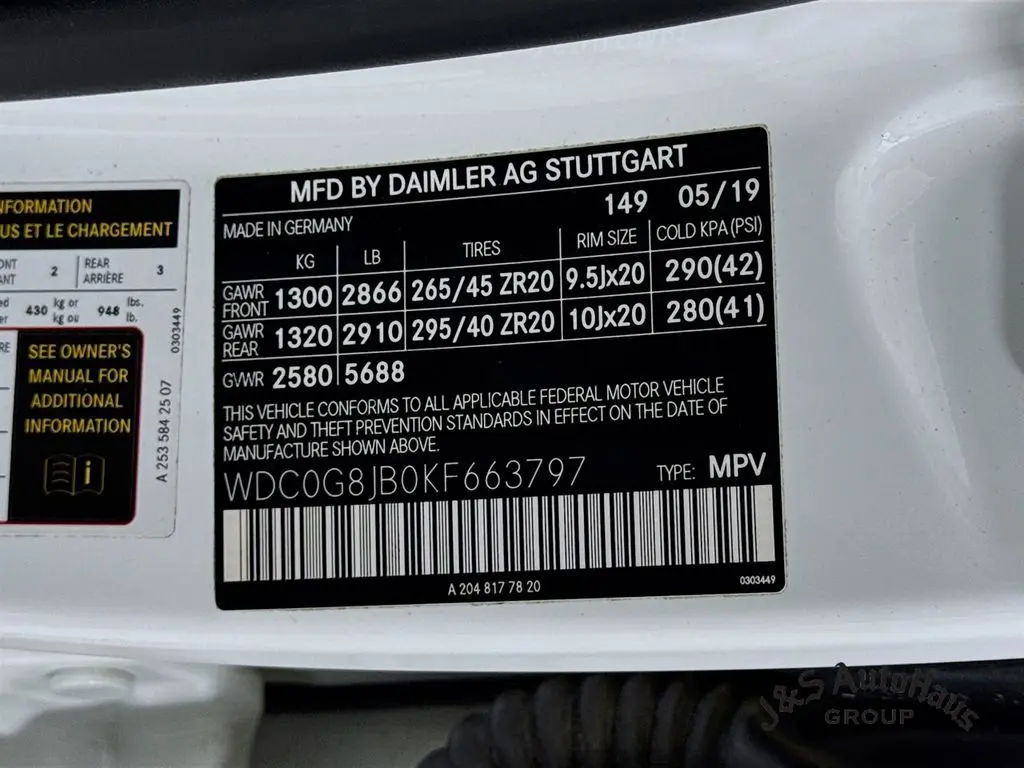 NFORMATION
US ET LE CHARGEMENT
2
REAR
ARRIÈRE
3
430 kg or
kg ou
948 lbs.
lb.
SEE OWNER'S
MANUAL FOR
ADDITIONAL
INFORMATION
0303449
A 253 584 25 07
MFD BY DAIMLER AG STUTTGART
MADE IN GERMANY 149 05/19
KG LB TIRES RIM SIZE COLD KPA (PSI)
GAWR FRONT 1300 2866 265/45 ZR20 9.5Jx20 290(42)
GAWR REAR 1320 2910 295/40 ZR20 10Jx20 280(41)
GVWR 2580 5688
THIS VEHICLE CONFORMS TO ALL APPLICABLE FEDERAL MOTOR VEHICLE
SAFETY AND THEFT PREVENTION STANDARDS IN EFFECT ON THE DATE OF
MANUFACTURE SHOWN ABOVE.
WDC0G8JB0KF663797 TYPE: MPV
A 204 817 78 20 0303449
J&S AutoHaus
GROUP